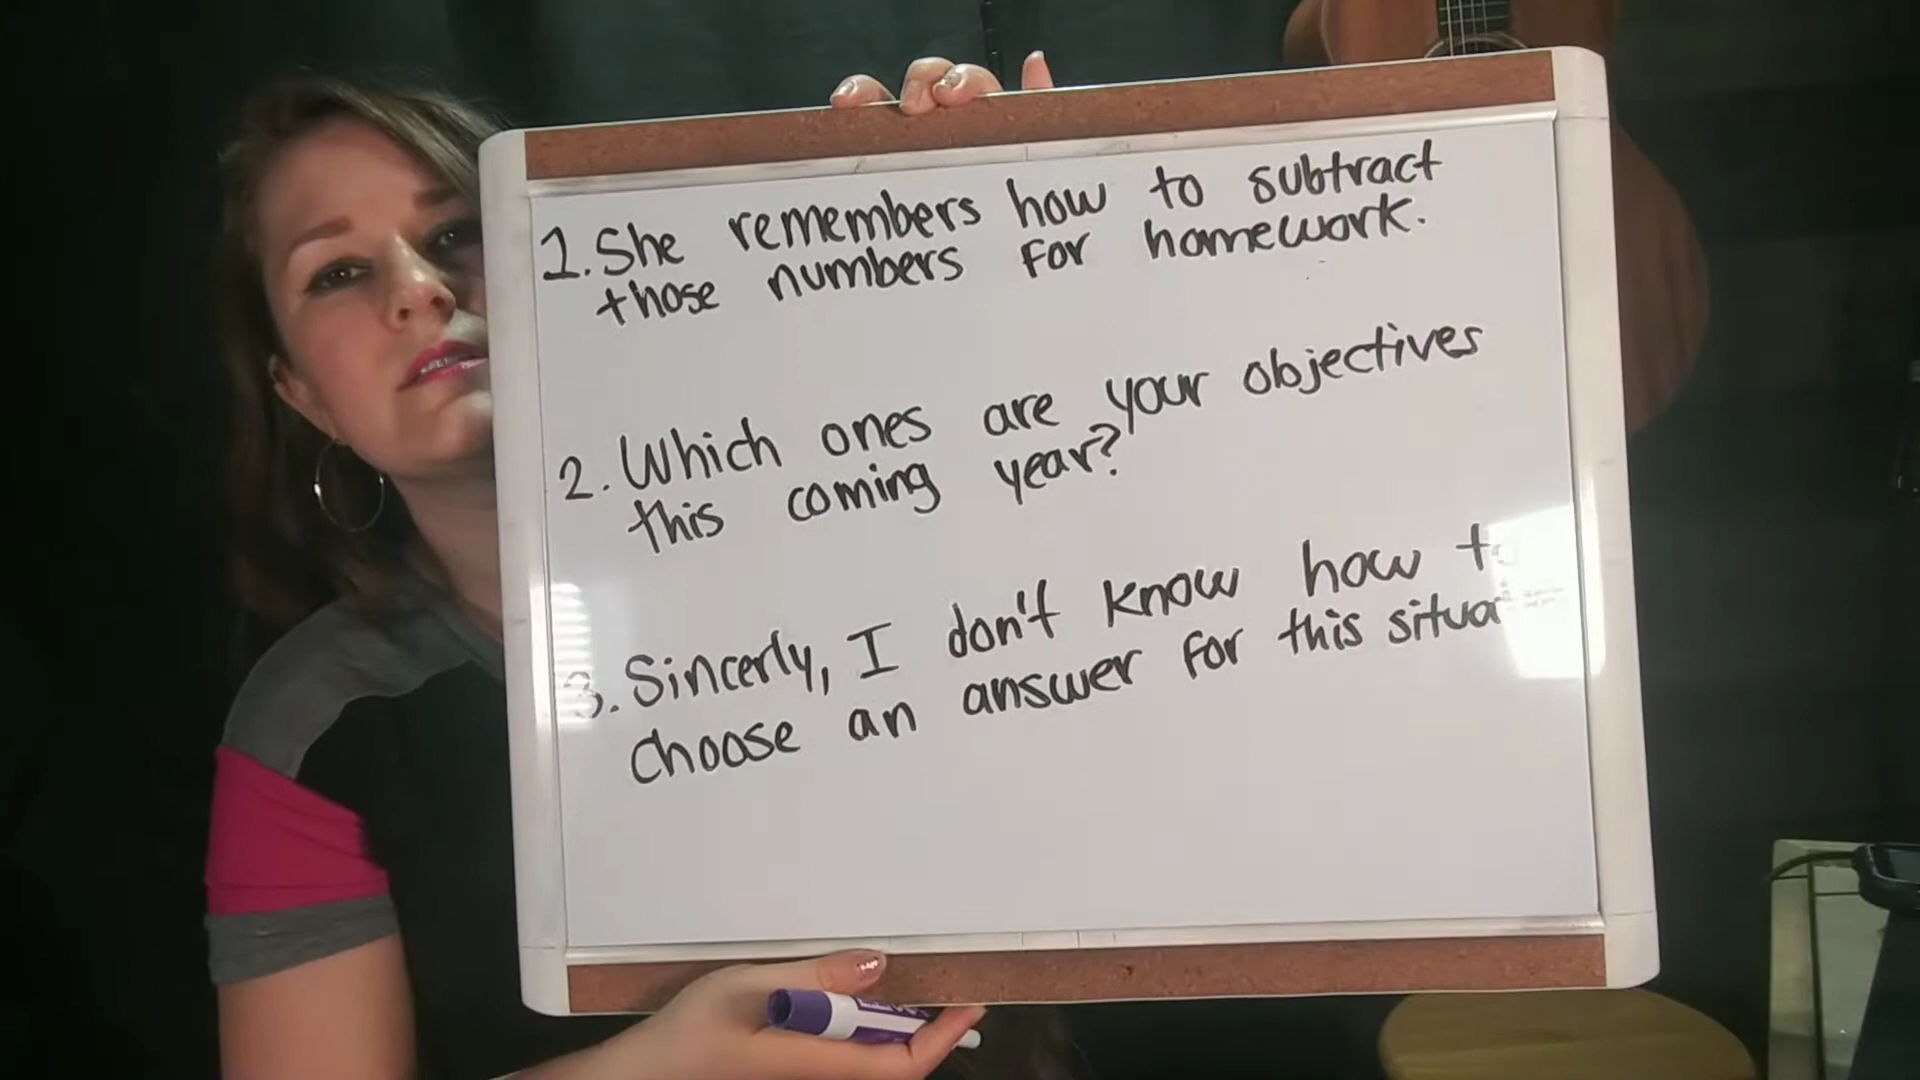 1. She remembers how to subtract
those numbers for homework.
2. Which ones are your objectives
this coming year?
3. Sincerly, I don't know how to
choose an answer for this